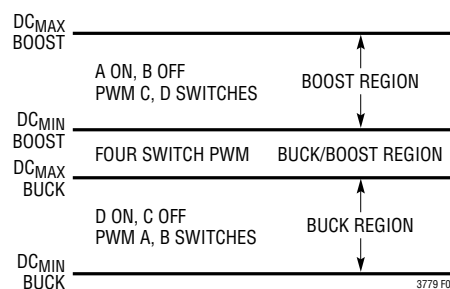 DCMAX
BOOST
A ON, B OFF
PWM C, D SWITCHES
BOOST REGION
DCMIN
BOOST
FOUR SWITCH PWM
BUCK/BOOST REGION
DCMAX
BUCK
D ON, C OFF
PWM A, B SWITCHES
BUCK REGION
DCMIN
BUCK
3779 F0